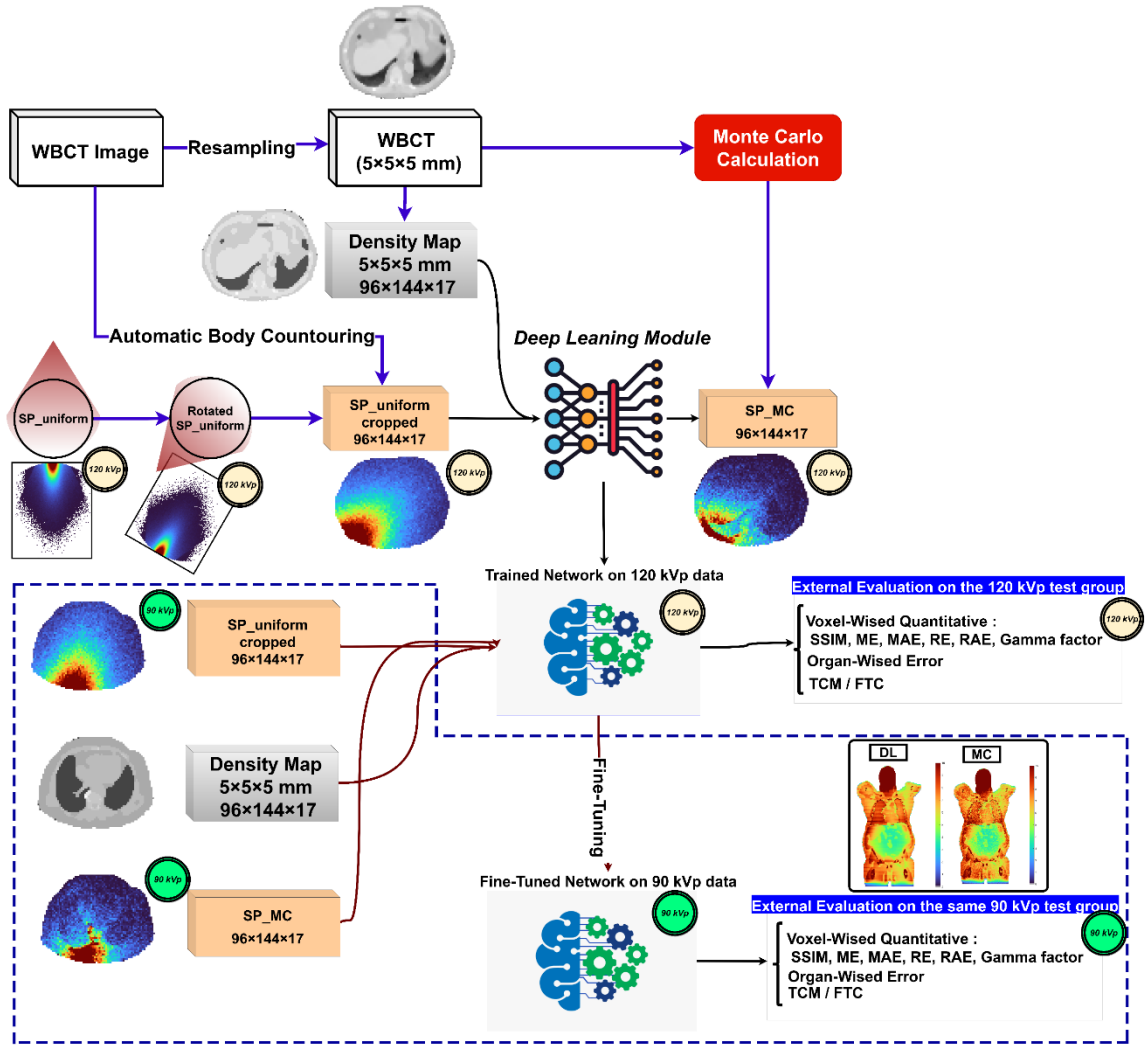 WBCT Image
Resampling
WBCT
(5×5×5 mm)
Monte Carlo
Calculation
Density Map
5×5×5 mm
96×144×17
Automatic Body Countouring
Deep Leaning Module
SP_uniform
Rotated
SP_uniform
SP_uniform
cropped
96×144×17
SP_MC
96×144×17
120 kVp
120 kVp
120 kVp
120 kVp
Trained Network on 120 kVp data
120 kVp
External Evaluation on the 120 kVp test group
120 kVp
Voxel-Wised Quantitative :
SSIM, ME, MAE, RE, RAE, Gamma factor
Organ-Wised Error
TCM / FTC
90 kVp
SP_uniform
cropped
96×144×17
Density Map
5×5×5 mm
96×144×17
90 kVp
SP_MC
96×144×17
Fine-Tuning
DL
MC
Fine-Tuned Network on 90 kVp data
90 kVp
External Evaluation on the same 90 kVp test group
90 kVp
Voxel-Wised Quantitative :
SSIM, ME, MAE, RE, RAE, Gamma factor
Organ-Wised Error
TCM / FTC